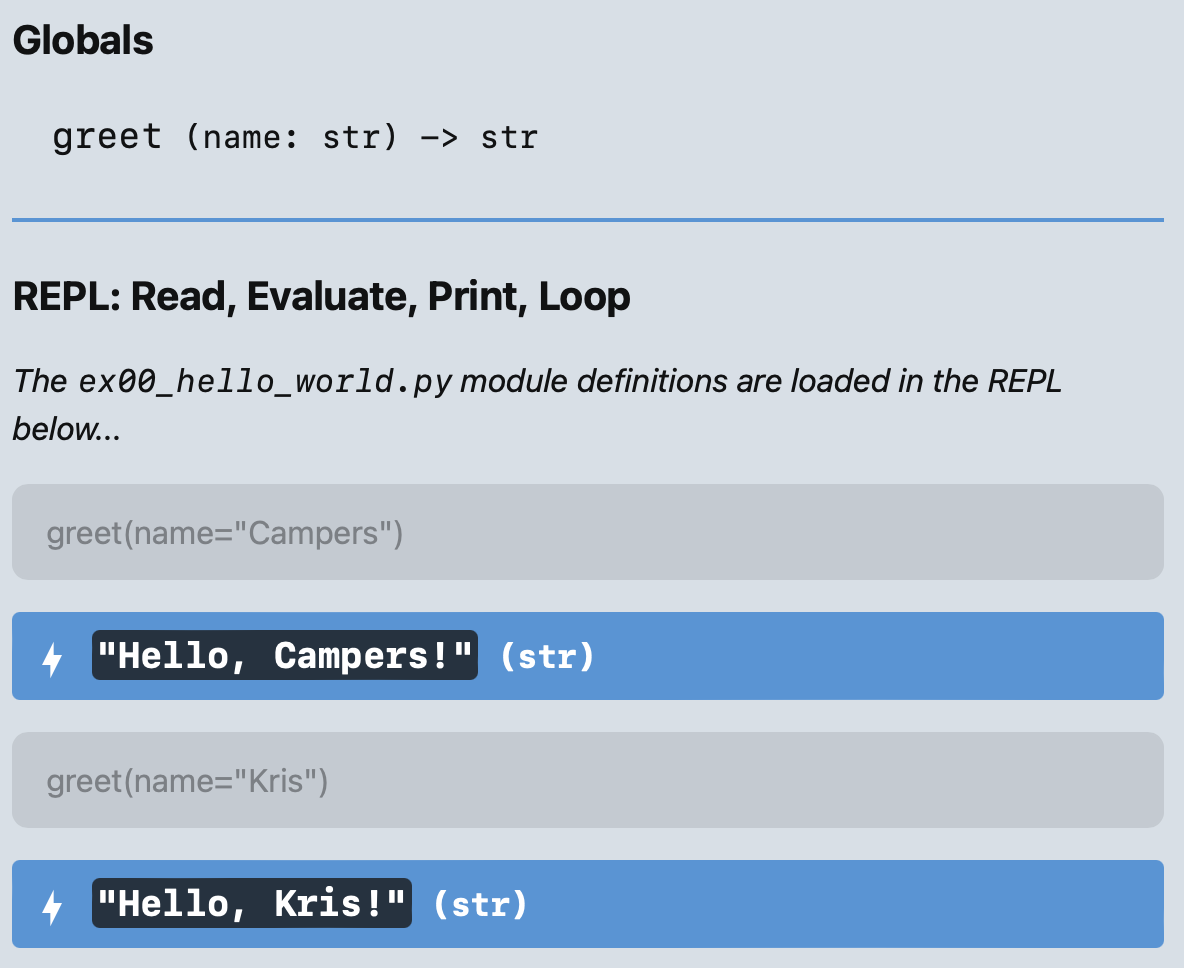 Globals
greet (name: str) -> str
REPL: Read, Evaluate, Print, Loop
The ex00_hello_world.py module definitions are loaded in the REPL
below...
greet(name="Campers")
"Hello, Campers!" (str)
greet(name="Kris")
"Hello, Kris!" (str)